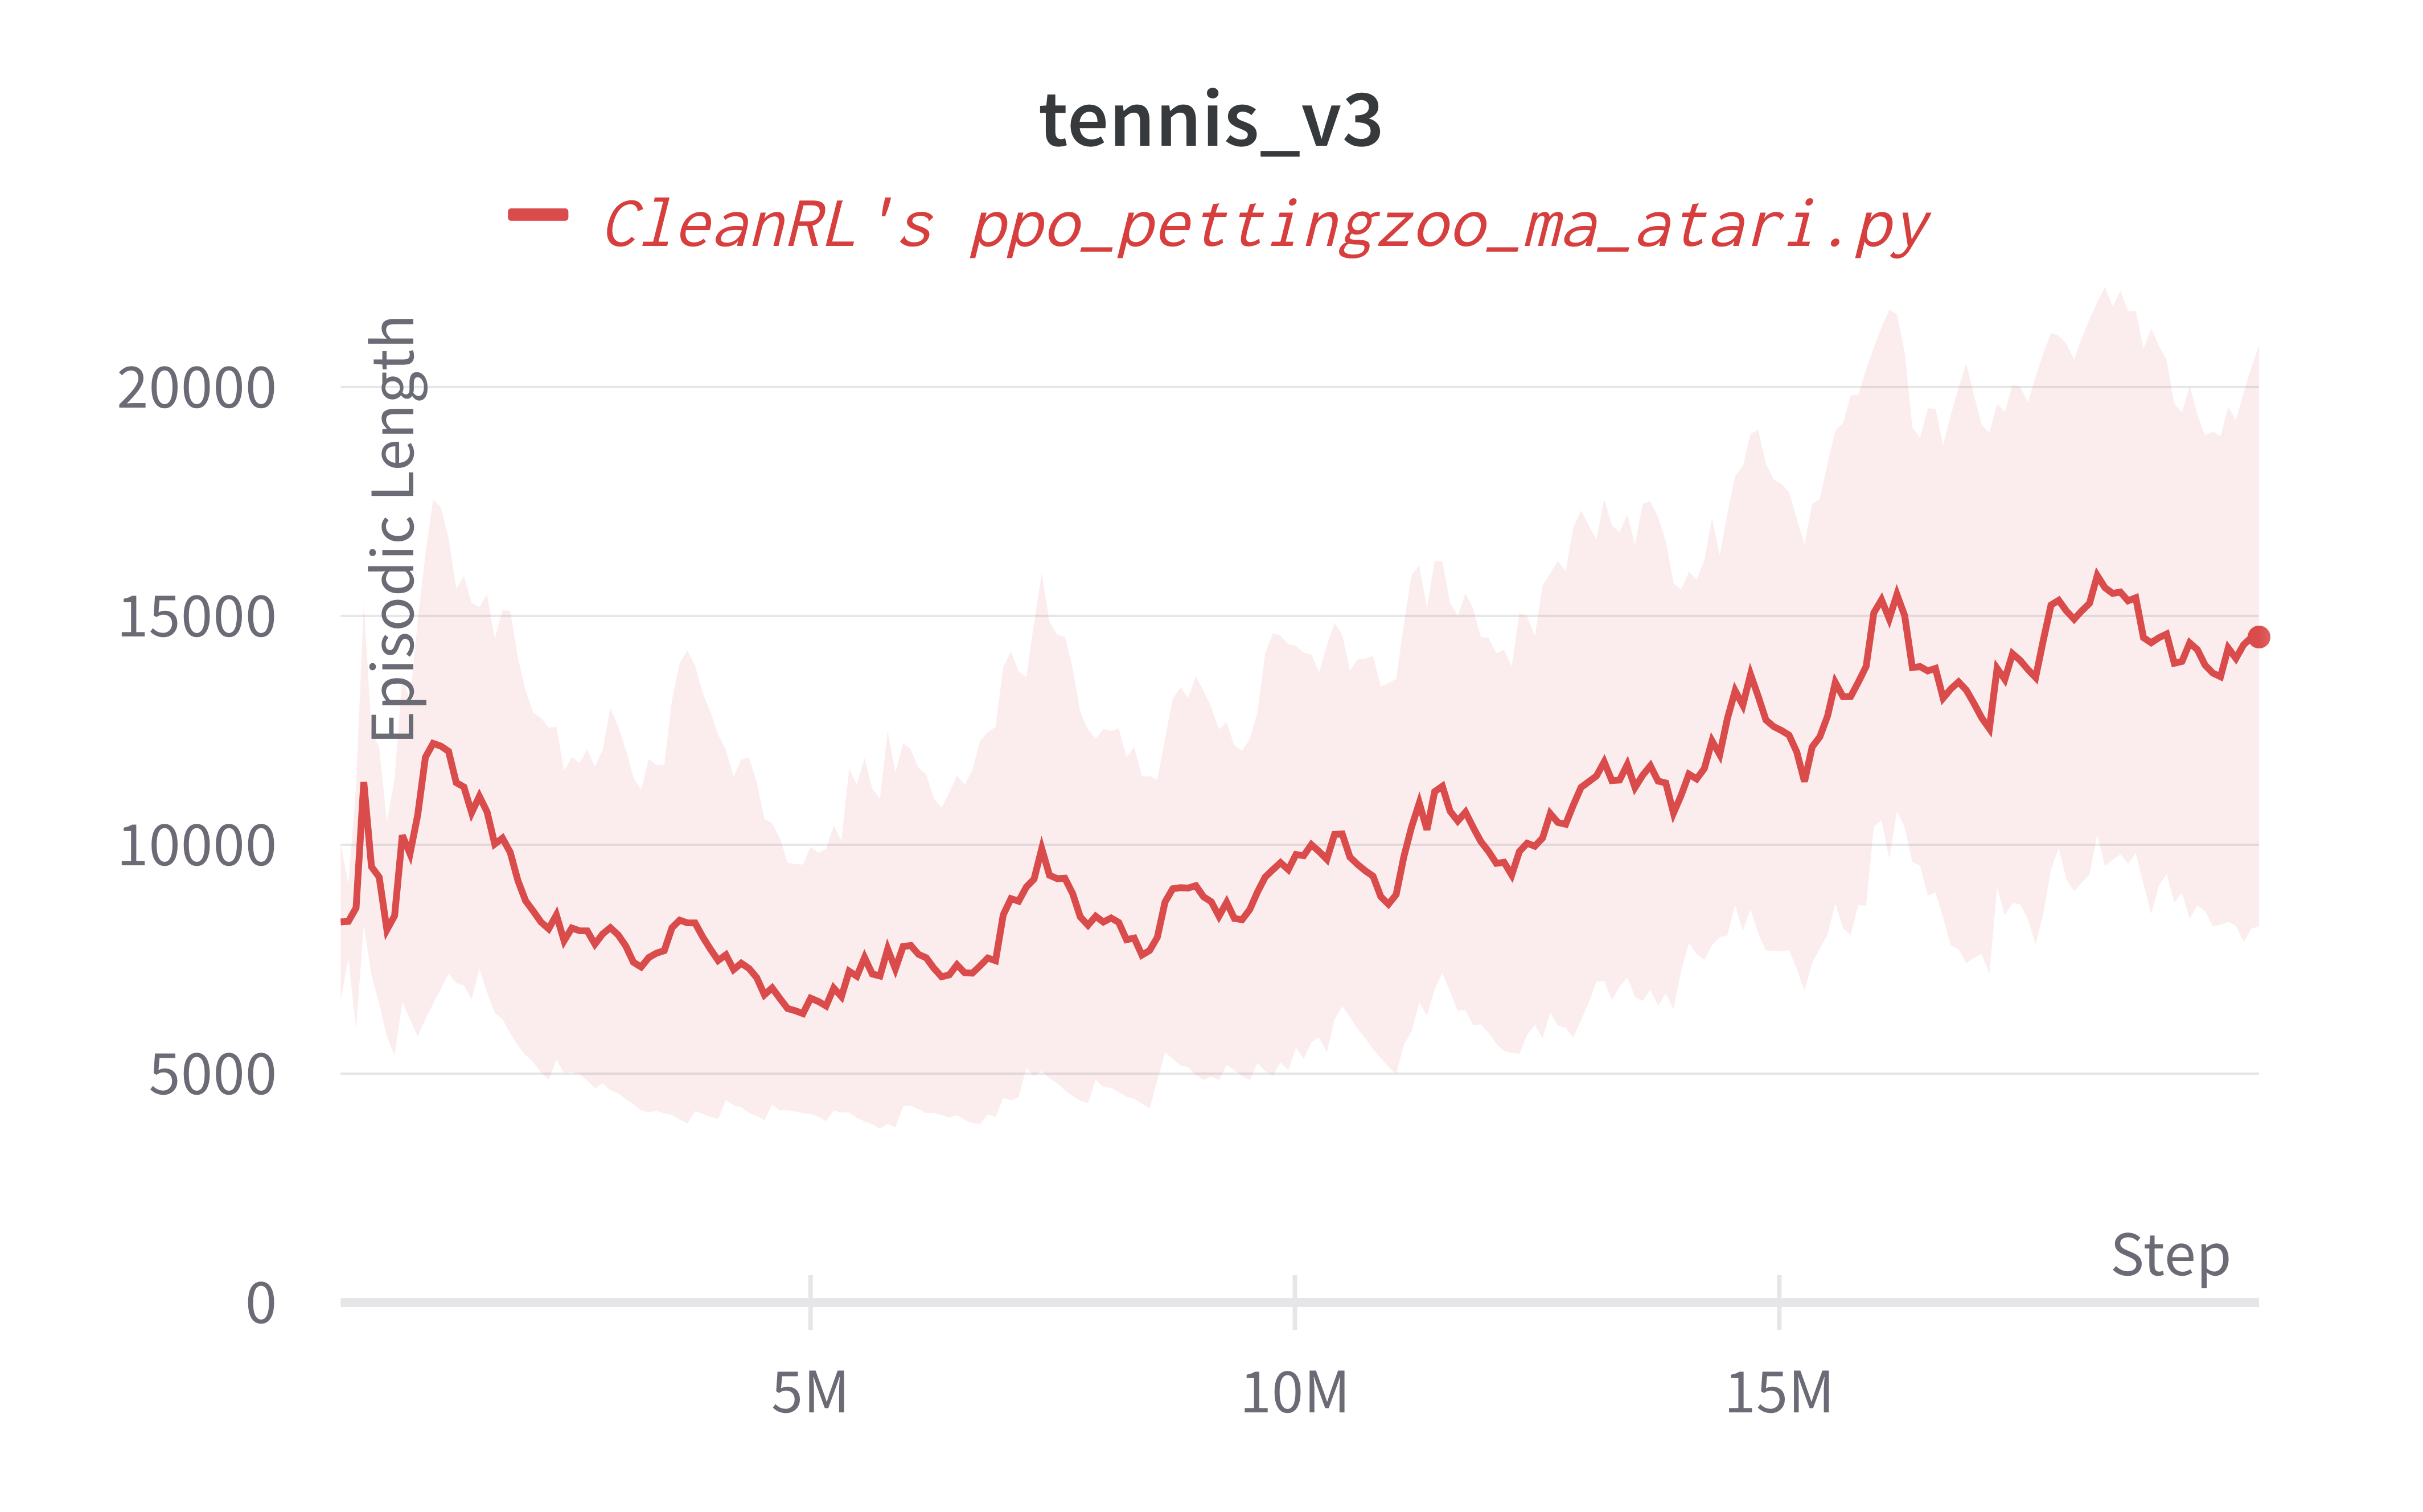 tennis_v3
CleanRL's ppo_pettingzoo_ma_atari.py
Episodic Length
20000
15000
10000
5000
0
Step
5M
10M
15M